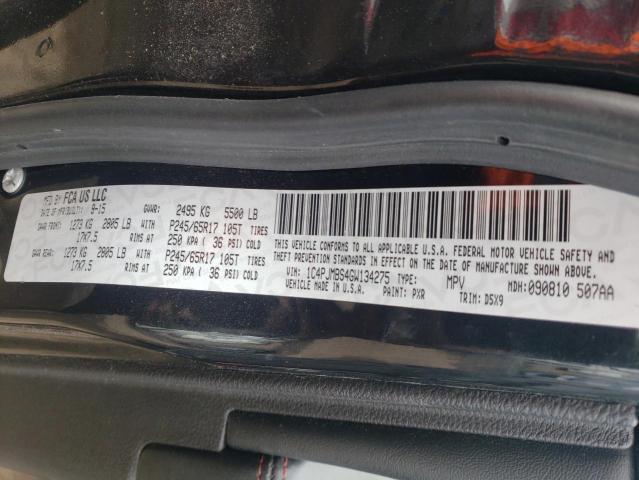 MFD BY FCA US LLC
DATE OF MFR/BUILT: 9-15 GVWR: 2495 KG 5500 LB
GAWR FRONT: 1273 KG 2805 LB WITH P245/65R17 105T TIRES
17X7.5 RIMS AT 250 KPA ( 36 PSI) COLD
GAWR REAR: 1273 KG 2805 LB WITH P245/65R17 105T TIRES
17X7.5 RIMS AT 250 KPA ( 36 PSI) COLD
THIS VEHICLE CONFORMS TO ALL APPLICABLE U.S.A. FEDERAL MOTOR VEHICLE SAFETY AND
THEFT PREVENTION STANDARDS IN EFFECT ON THE DATE OF MANUFACTURE SHOWN ABOVE.
VIN: 1C4PJMBS4GW134275 TYPE: MPV MDH: 090810 507AA
MADE IN U.S.A. PAINT: PXR TRIM: D5X9